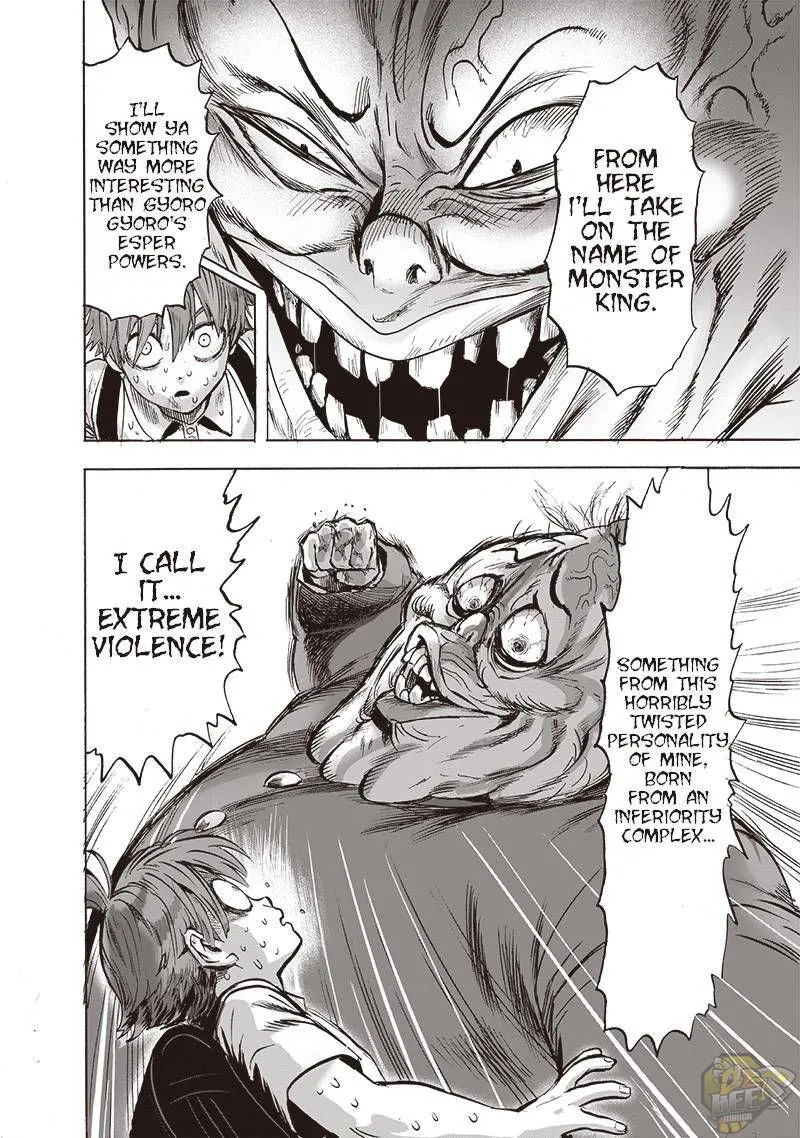 FROM
HERE
I'LL TAKE
ON THE
NAME OF
MONSTER
KING.
I'LL
SHOW YA
SOMETHING
WAY MORE
INTERESTING
THAN GYORO
GYORO'S
ESPER
POWERS.
SOMETHING
FROM THIS
HORRIBLY
TWISTED
PERSONALITY
OF MINE,
BORN
FROM AN
INFERIORITY
COMPLEX...
I CALL
IT...
EXTREME
VIOLENCE!
BEE
MANGA